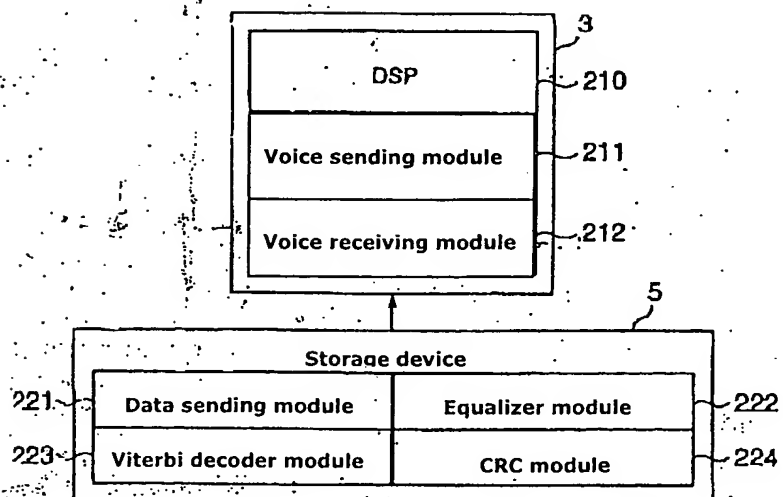 3
DSP
210
Voice sending module
211
Voice receiving module
212
5
Storage device
221
Data sending module
Equalizer module
222
223
Viterbi decoder module
CRC module
224